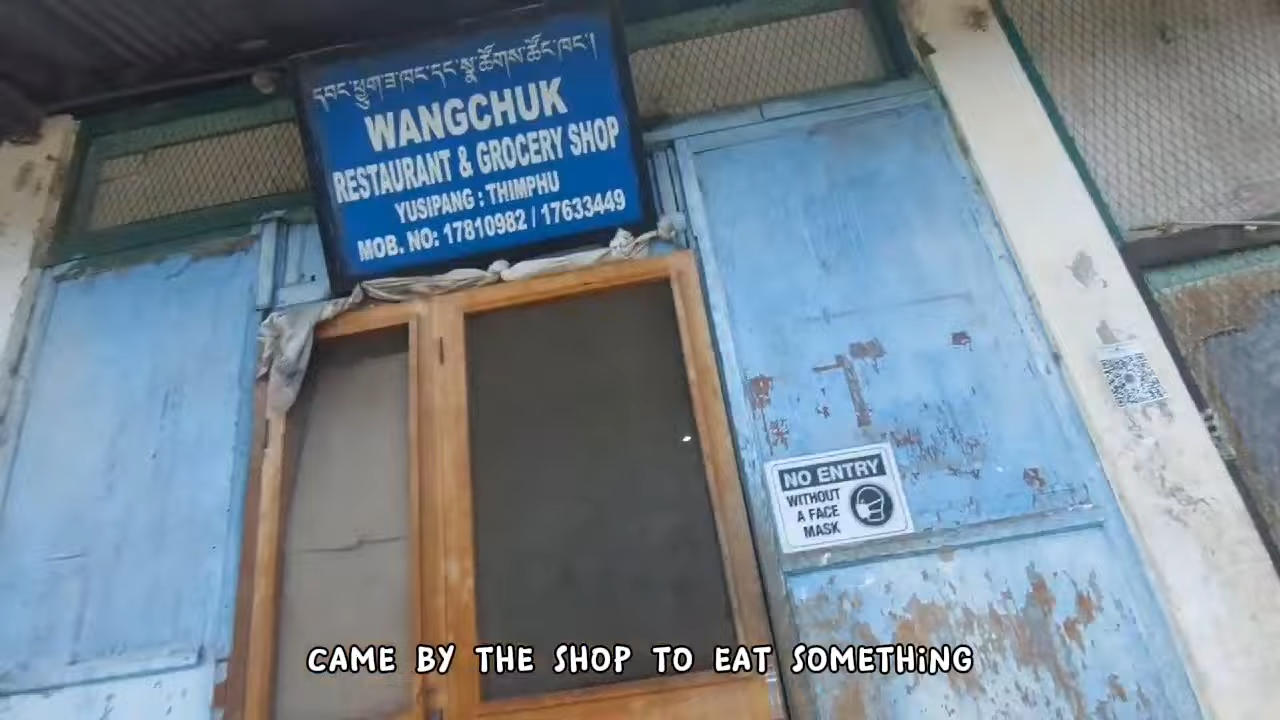 དབང་ཕྱུག་ཟ་ཁང་དང་སྣ་ཚོགས་ཚོང་ཁང་།
WANGCHUK
RESTAURANT & GROCERY SHOP
YUSIPANG : THIMPHU
MOB. NO: 17810982 / 17633449
NO ENTRY
WITHOUT
A FACE
MASK
CAME BY THE SHOP TO EAT SOMETHING